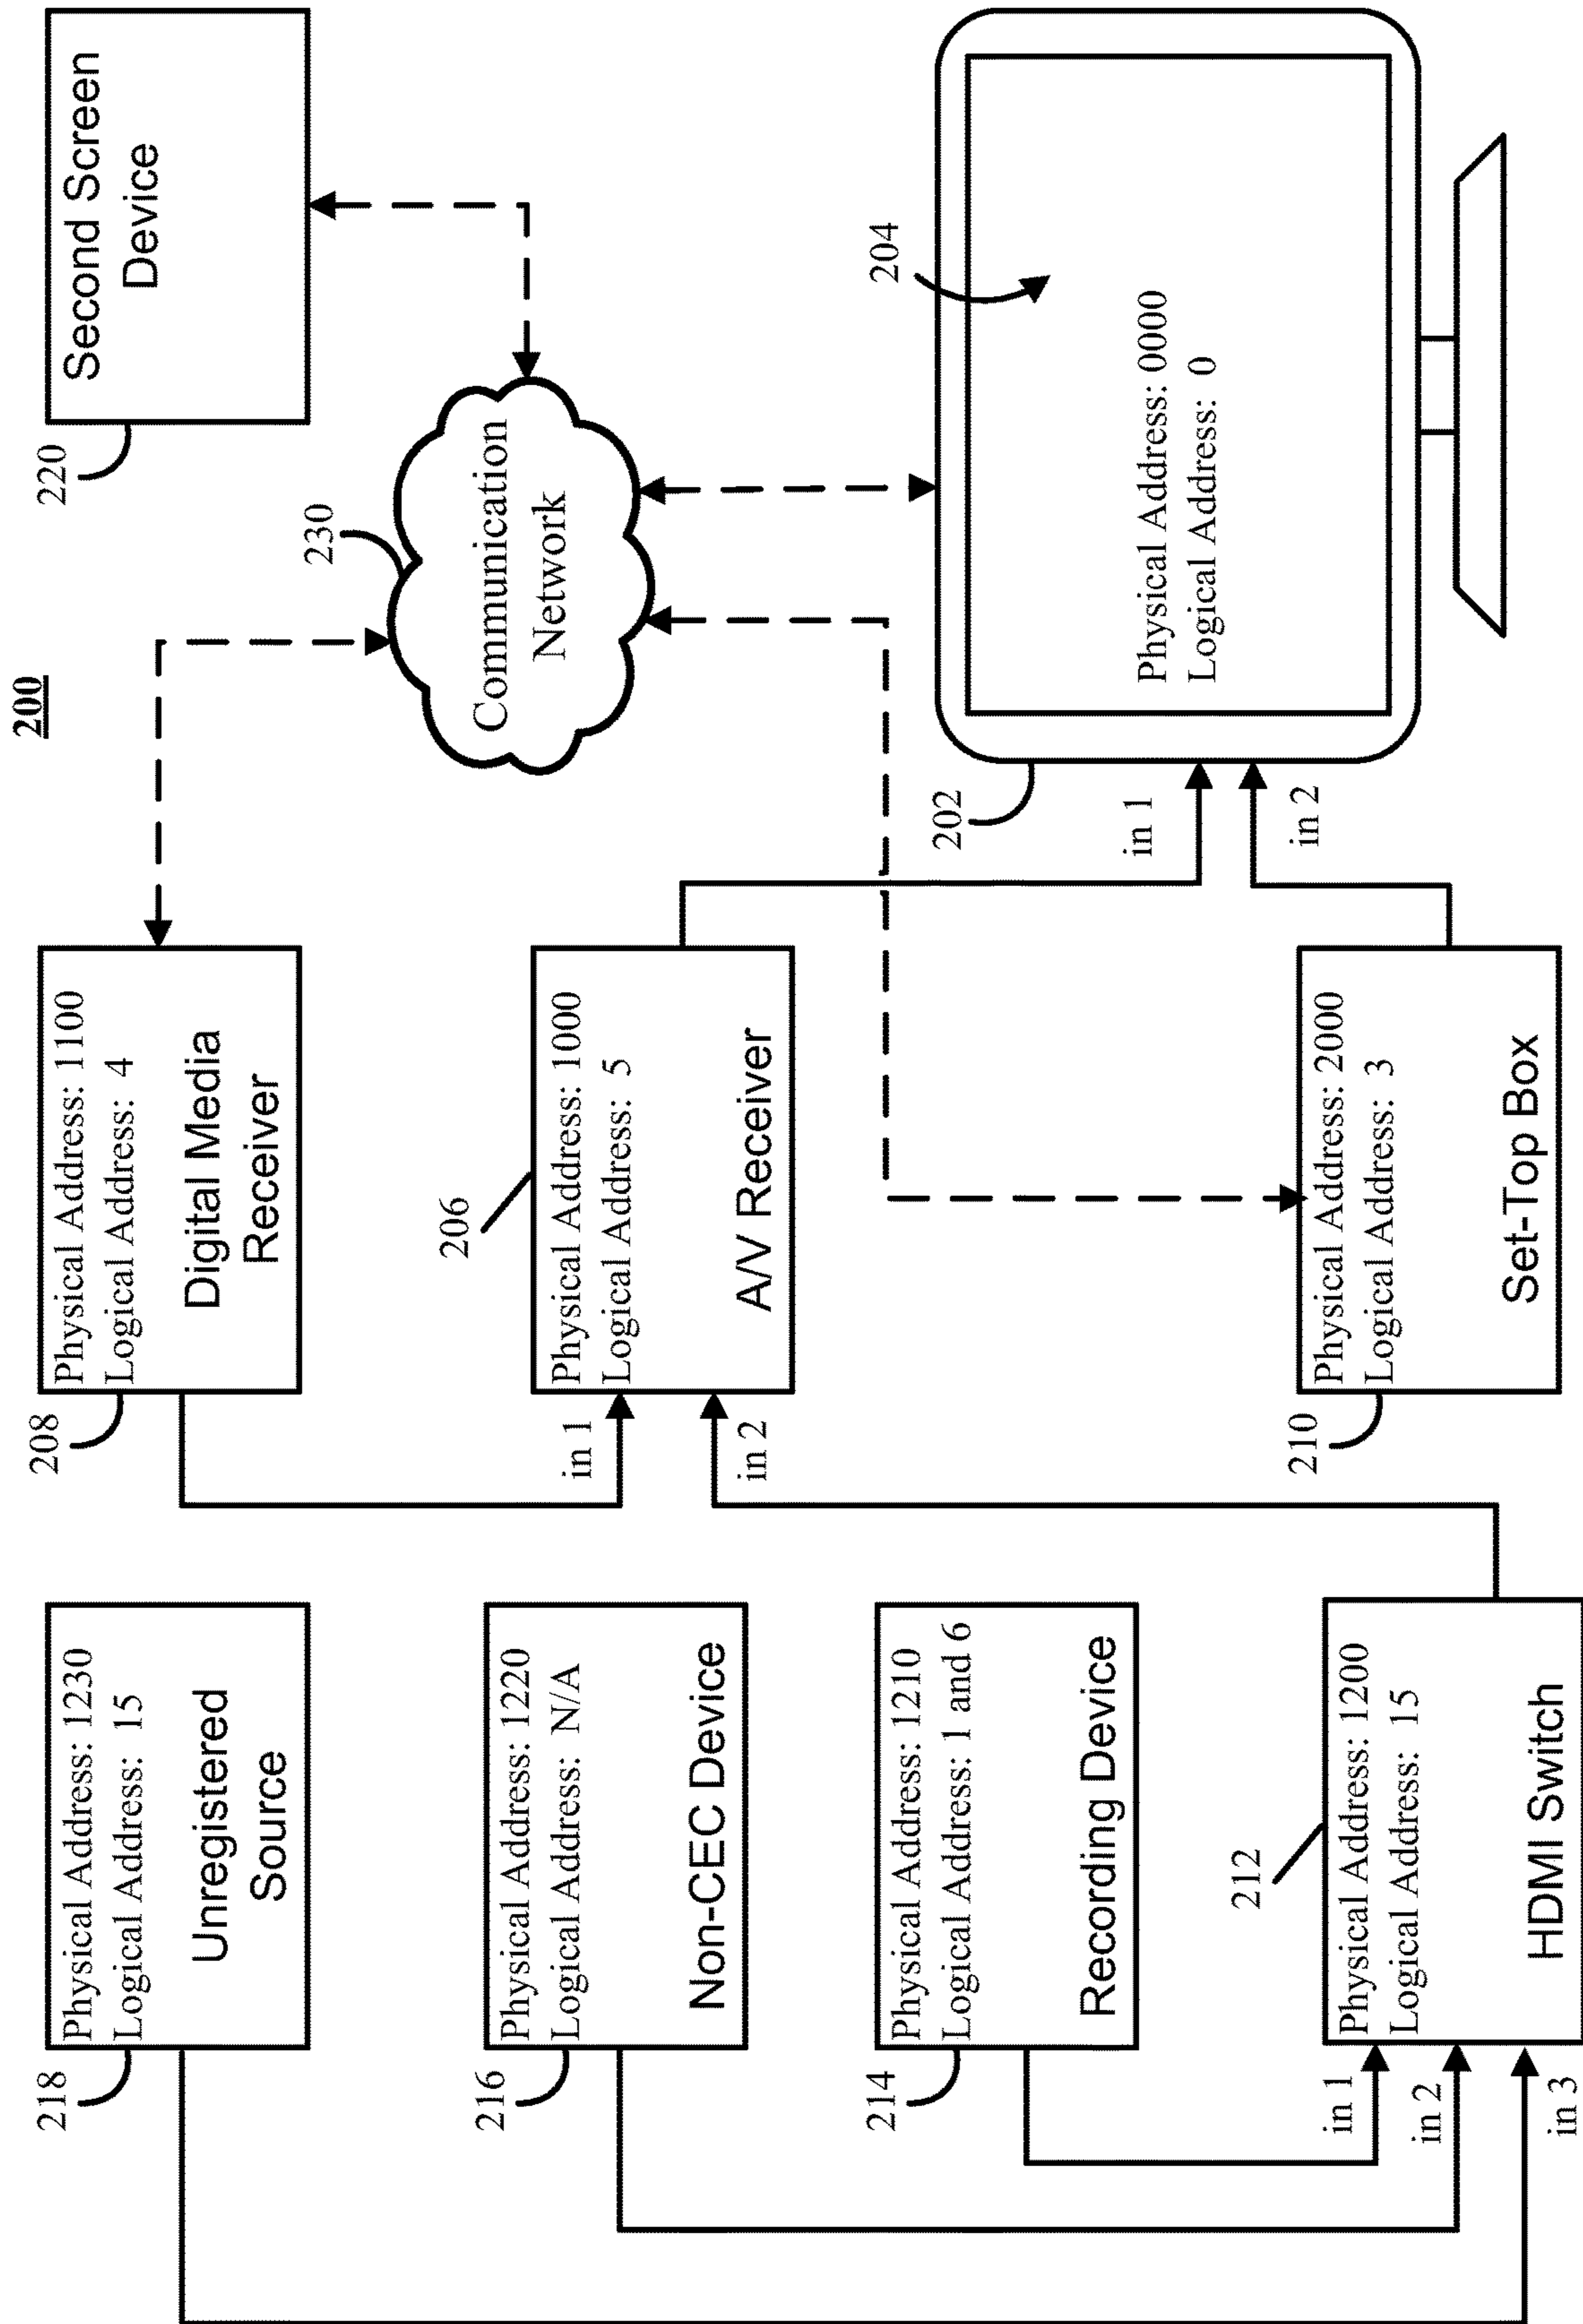 200
218
Physical Address: 1230
Logical Address: 15
Unregistered
Source
208
Physical Address: 1100
Logical Address: 4
Digital Media
Receiver
220
Second Screen
Device
230
Communication
Network
216
Physical Address: 1220
Logical Address: N/A
Non-CEC Device
in 1
206
Physical Address: 1000
Logical Address: 5
A/V Receiver
in 2
214
Physical Address: 1210
Logical Address: 1 and 6
Recording Device
202
204
in 1
in 2
Physical Address: 0000
Logical Address: 0
212
in 1
in 2
in 3
Physical Address: 1200
Logical Address: 15
HDMI Switch
210
Physical Address: 2000
Logical Address: 3
Set-Top Box